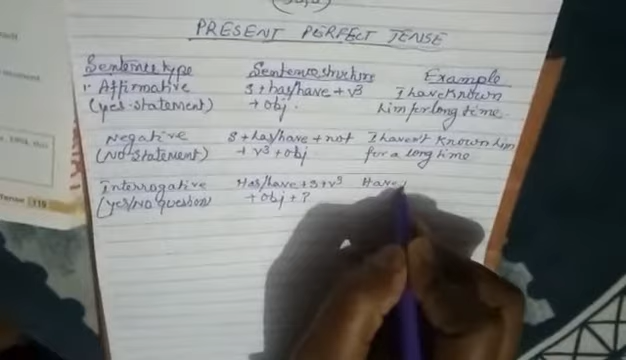 PRESENT PERFECT TENSE
Sentence type Sentence structure Example
1. Affirmative S + has/have + v3 I have known
(yes-statement) + obj. him for long time.
Negative S + has/have + not I haven't known him
(No statement) + v3 + obj for a long time
Interrogative Has/have + S + v3 Have
(yes/no question) + obj + ?